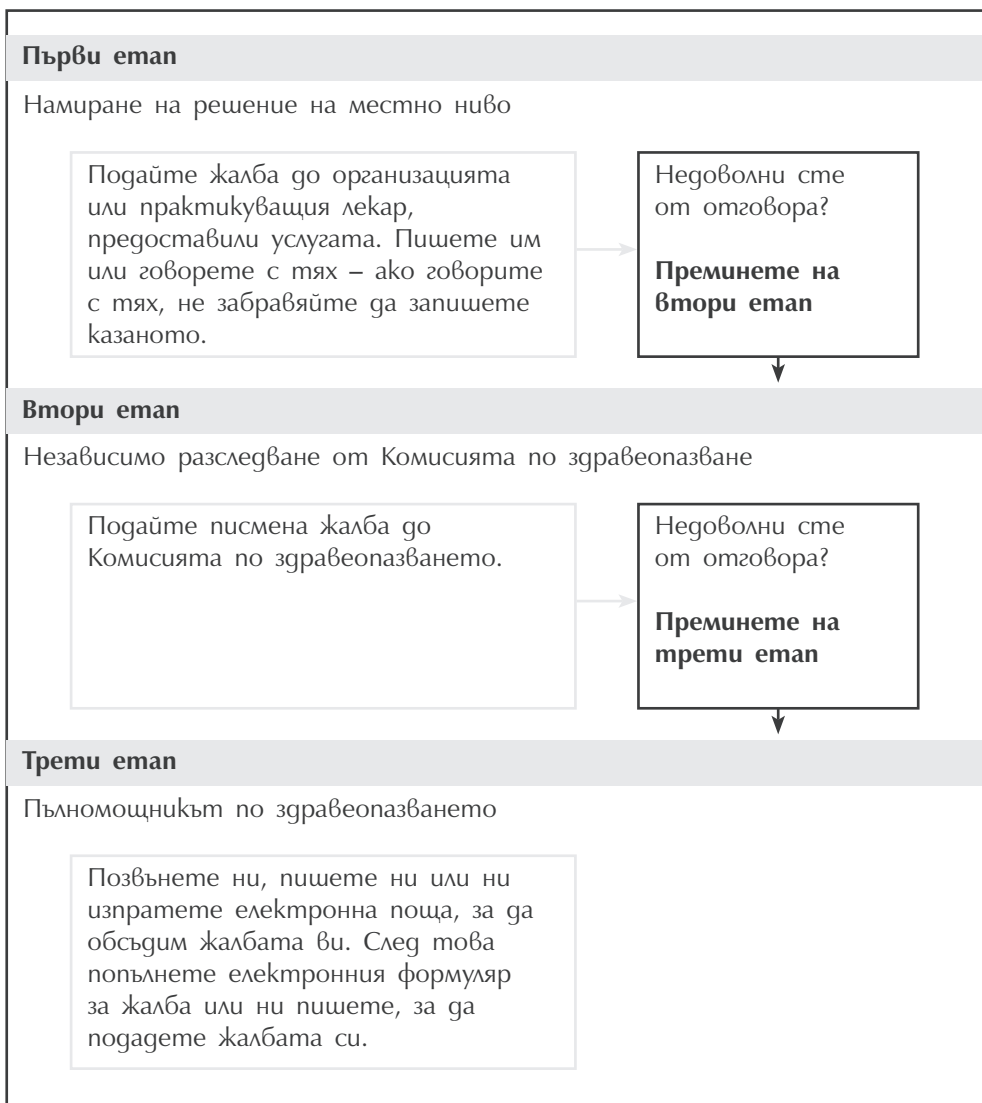 Първи етап
Намиране на решение на местно ниво
Подайте жалба до организацията
или практикуващия лекар,
предоставили услугата. Пишете им
или говорете с тях – ако говорите
с тях, не забравяйте да запишете
казаното.
Недоволни сте
от отговора?
Преминете на
втори етап
Втори етап
Независимо разследване от Комисията по здравеопазване
Подайте писмена жалба до
Комисията по здравеопазването.
Недоволни сте
от отговора?
Преминете на
трети етап
Трети етап
Пълномощникът по здравеопазването
Позвънете ни, пишете ни или ни
изпратете електронна поща, за да
обсъдим жалбата ви. След това
попълнете електронния формуляр
за жалба или ни пишете, за да
подадете жалбата си.